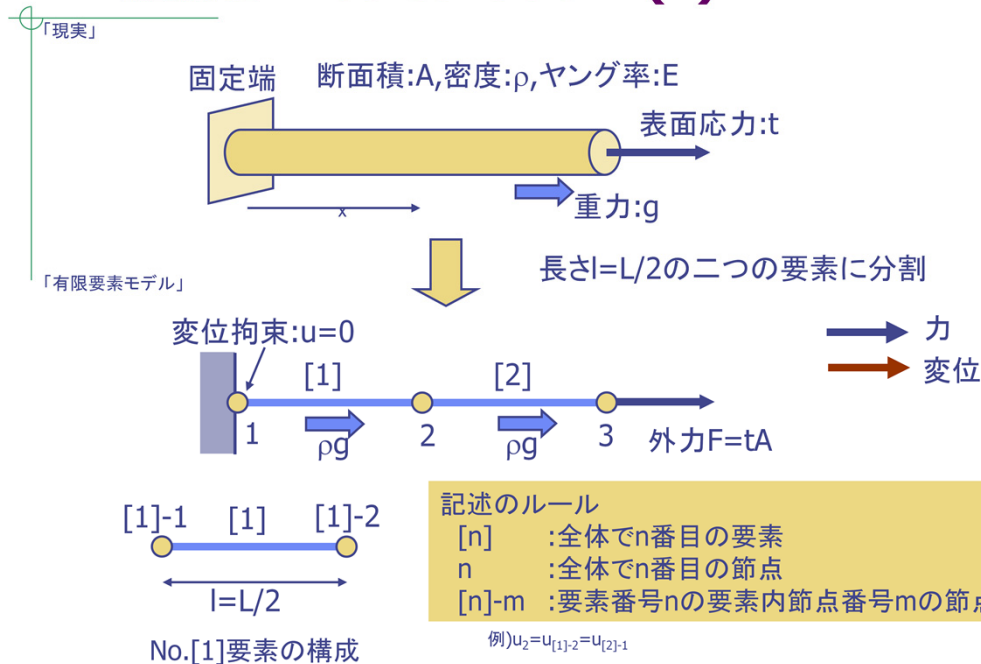 「現実」
固定端
断面積:A,密度:ρ,ヤング率:E
表面応力:t
重力:g
x
長さl=L/2の二つの要素に分割
「有限要素モデル」
変位拘束:u=0
力
変位
[1]
[2]
1
2
3
ρg
ρg
外力F=tA
[1]-1
[1]
[1]-2
l=L/2
No.[1]要素の構成
記述のルール
[n] :全体でn番目の要素
n :全体でn番目の節点
[n]-m :要素番号nの要素内節点番号mの節点
例)u2=u[1]-2=u[2]-1